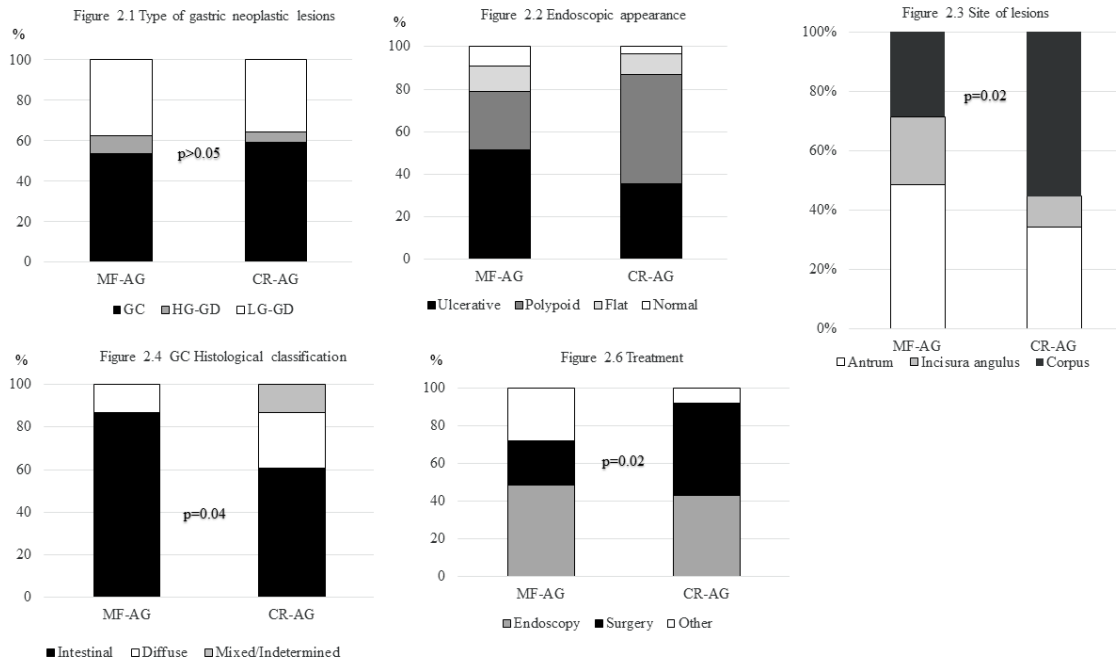 Figure 2.1 Type of gastric neoplastic lesions
%
100
80
60
40
20
0
p>0.05
MF-AG CR-AG
GC HG-GD LG-GD
Figure 2.2 Endoscopic appearance
%
100
80
60
40
20
0
MF-AG CR-AG
Ulcerative Polypoid Flat Normal
Figure 2.3 Site of lesions
100%
80%
60%
40%
20%
0%
p=0.02
MF-AG CR-AG
Antrum Incisura angulus Corpus
Figure 2.4 GC Histological classification
%
100
80
60
40
20
0
p=0.04
MF-AG CR-AG
Intestinal Diffuse Mixed/Indetermined
Figure 2.6 Treatment
%
100
80
60
40
20
0
p=0.02
MF-AG CR-AG
Endoscopy Surgery Other